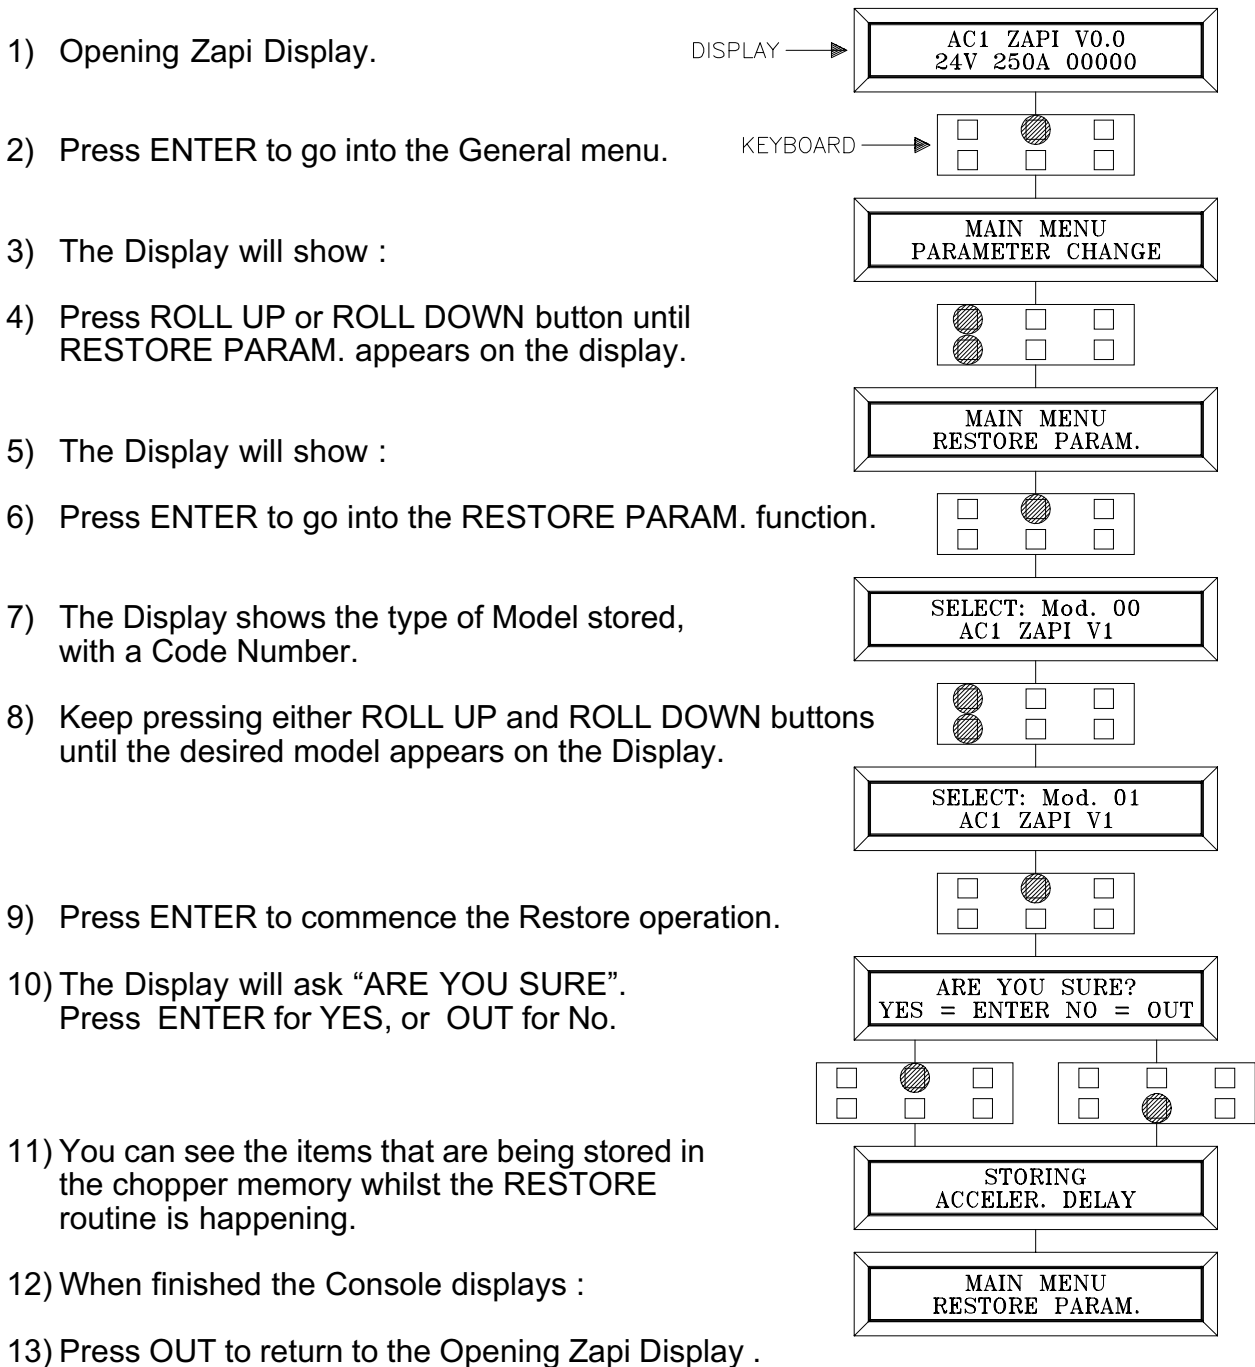 1) Opening Zapi Display.
DISPLAY
AC1 ZAPI V0.0
24V 250A 00000
2) Press ENTER to go into the General menu.
KEYBOARD
3) The Display will show :
MAIN MENU
PARAMETER CHANGE
4) Press ROLL UP or ROLL DOWN button until
RESTORE PARAM. appears on the display.
5) The Display will show :
MAIN MENU
RESTORE PARAM.
6) Press ENTER to go into the RESTORE PARAM. function.
7) The Display shows the type of Model stored,
with a Code Number.
SELECT: Mod. 00
AC1 ZAPI V1
8) Keep pressing either ROLL UP and ROLL DOWN buttons
until the desired model appears on the Display.
SELECT: Mod. 01
AC1 ZAPI V1
9) Press ENTER to commence the Restore operation.
10) The Display will ask “ARE YOU SURE”.
Press ENTER for YES, or OUT for No.
ARE YOU SURE?
YES = ENTER NO = OUT
11) You can see the items that are being stored in
the chopper memory whilst the RESTORE
routine is happening.
STORING
ACCELER. DELAY
12) When finished the Console displays :
MAIN MENU
RESTORE PARAM.
13) Press OUT to return to the Opening Zapi Display .